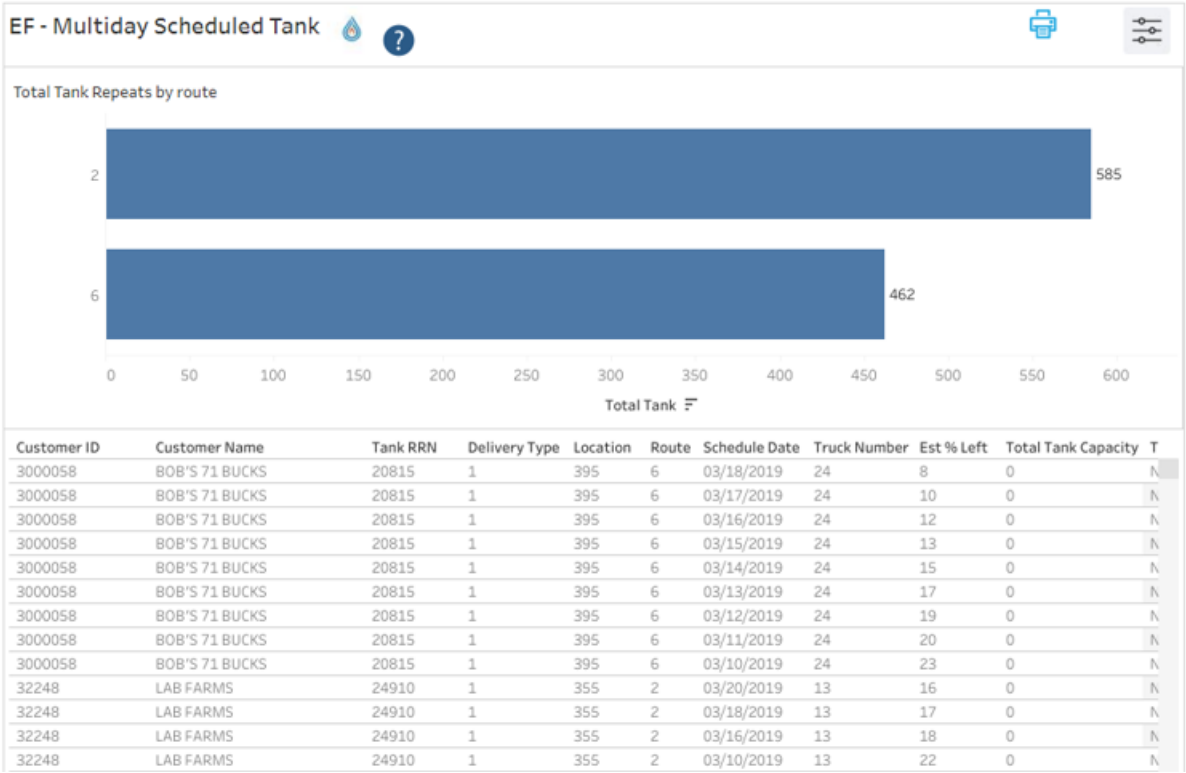 EF - Multiday Scheduled Tank ?
Total Tank Repeats by route
2 585
6 462
0 50 100 150 200 250 300 350 400 450 500 550 600
Total Tank
Customer ID Customer Name Tank RRN Delivery Type Location Route Schedule Date Truck Number Est % Left Total Tank Capacity T
3000058 BOB'S 71 BUCKS 20815 1 395 6 03/18/2019 24 8 0 N
3000058 BOB'S 71 BUCKS 20815 1 395 6 03/17/2019 24 10 0 N
3000058 BOB'S 71 BUCKS 20815 1 395 6 03/16/2019 24 12 0 N
3000058 BOB'S 71 BUCKS 20815 1 395 6 03/15/2019 24 13 0 N
3000058 BOB'S 71 BUCKS 20815 1 395 6 03/14/2019 24 15 0 N
3000058 BOB'S 71 BUCKS 20815 1 395 6 03/13/2019 24 17 0 N
3000058 BOB'S 71 BUCKS 20815 1 395 6 03/12/2019 24 19 0 N
3000058 BOB'S 71 BUCKS 20815 1 395 6 03/11/2019 24 20 0 N
3000058 BOB'S 71 BUCKS 20815 1 395 6 03/10/2019 24 23 0 N
32248 LAB FARMS 24910 1 355 2 03/20/2019 13 16 0 N
32248 LAB FARMS 24910 1 355 2 03/18/2019 13 17 0 N
32248 LAB FARMS 24910 1 355 2 03/16/2019 13 18 0 N
32248 LAB FARMS 24910 1 355 2 03/10/2019 13 22 0 N